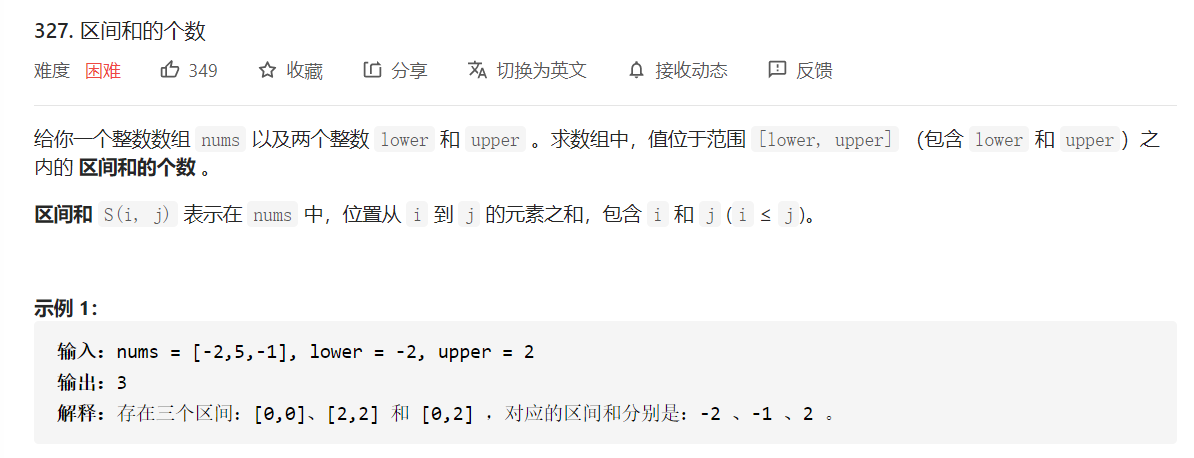 327. 区间和的个数
难度 困难 349 收藏 分享 切换为英文 接收动态 反馈
给你一个整数数组 nums 以及两个整数 lower 和 upper 。求数组中，值位于范围 [lower, upper] （包含 lower 和 upper）之
内的 区间和的个数 。
区间和 S(i, j) 表示在 nums 中，位置从 i 到 j 的元素之和，包含 i 和 j (i ≤ j)。
示例 1：
输入：nums = [-2,5,-1], lower = -2, upper = 2
输出：3
解释：存在三个区间：[0,0]、[2,2] 和 [0,2] ，对应的区间和分别是：-2 、-1 、2 。